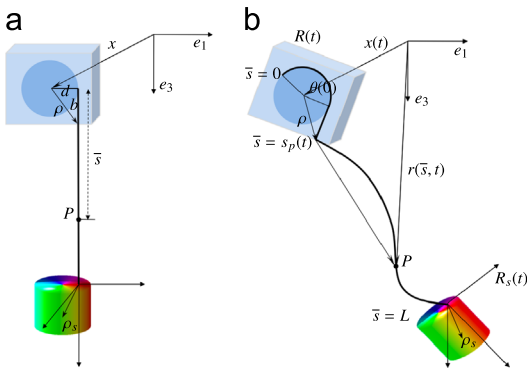 a
x
e₁
e₃
d
ρ
b
s̅
P
ρₛ
b
R(t)
x(t)
e₁
s̅ = 0
θ(0)
e₃
ρ
s̅ = sₚ(t)
r(s̅, t)
P
Rₛ(t)
s̅ = L
ρₛ